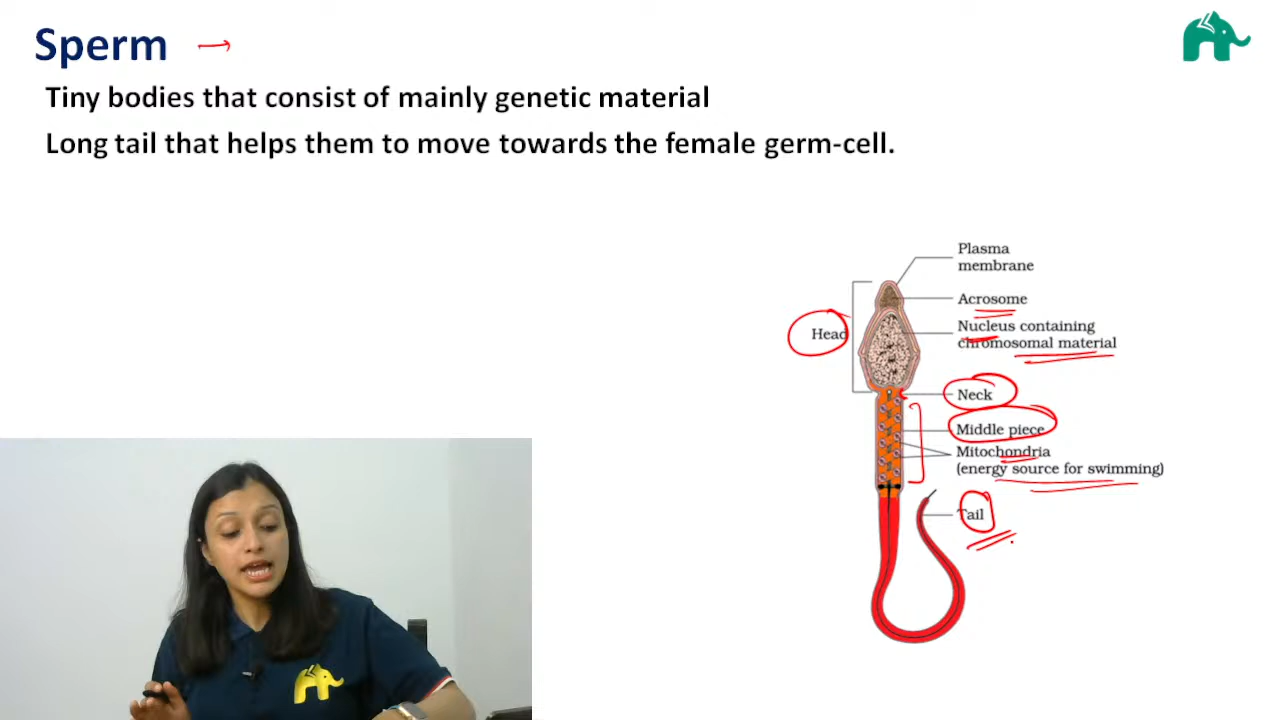 Sperm
Tiny bodies that consist of mainly genetic material
Long tail that helps them to move towards the female germ-cell.
Plasma
membrane
Acrosome
Head
Nucleus containing
chromosomal material
Neck
Middle piece
Mitochondria
(energy source for swimming)
Tail